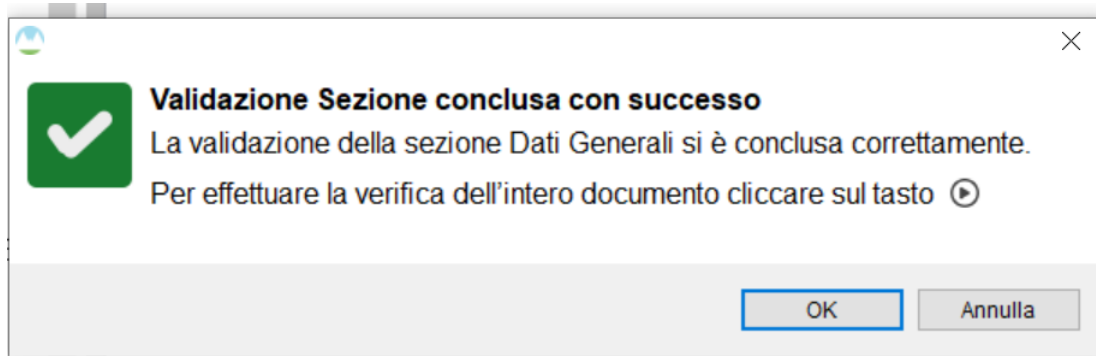 Validazione Sezione conclusa con successo
La validazione della sezione Dati Generali si è conclusa correttamente.
Per effettuare la verifica dell’intero documento cliccare sul tasto
OK
Annulla